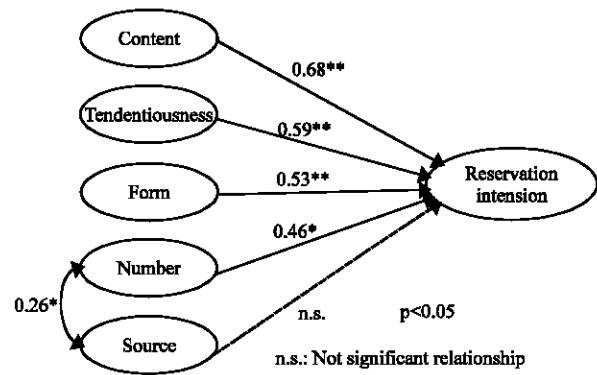 Content
0.68**
Tendentiousness
0.59**
Reservation
intension
Form
0.53**
Number
0.46*
0.26*
Source
n.s.
p<0.05
n.s.: Not significant relationship